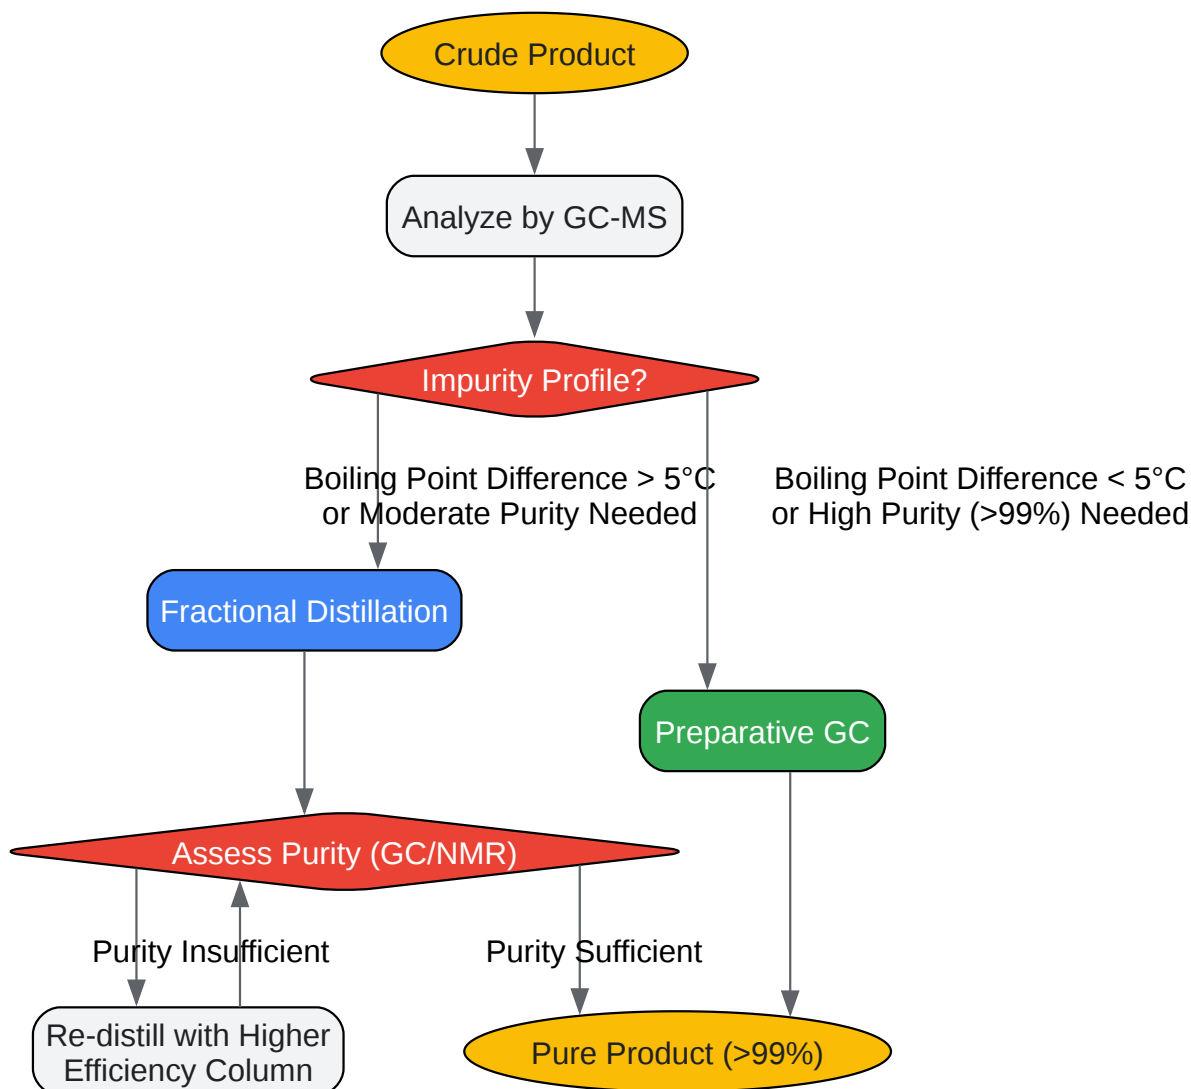 Crude Product
Analyze by GC-MS
Impurity Profile?
Boiling Point Difference > 5°C
or Moderate Purity Needed
Boiling Point Difference < 5°C
or High Purity (>99%) Needed
Fractional Distillation
Preparative GC
Assess Purity (GC/NMR)
Purity Insufficient
Purity Sufficient
Re-distill with Higher
Efficiency Column
Pure Product (>99%)